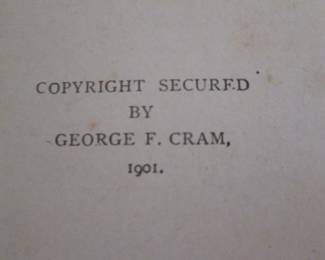 COPYRIGHT SECURED
BY
GEORGE F. CRAM,
1901.